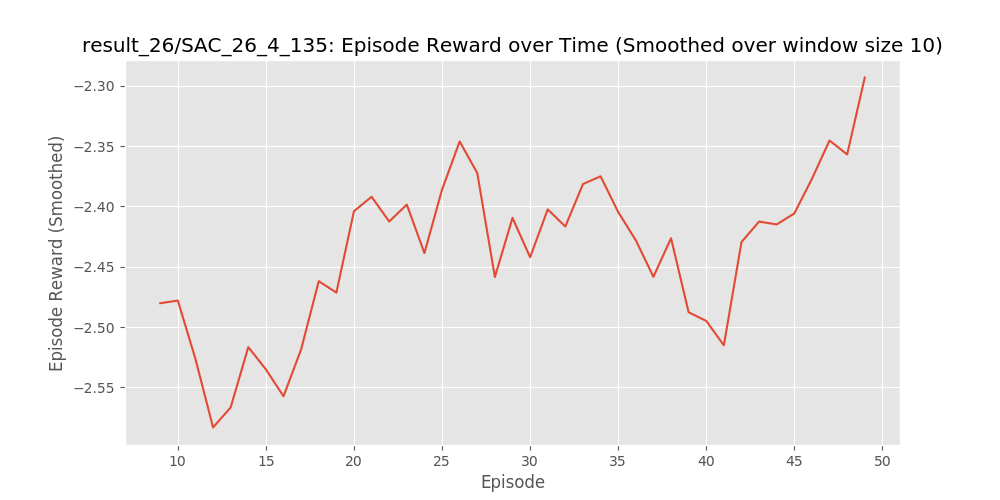 result_26/SAC_26_4_135: Episode Reward over Time (Smoothed over window size 10)
Episode Reward (Smoothed)
−2.30
−2.35
−2.40
−2.45
−2.50
−2.55
10 15 20 25 30 35 40 45 50
Episode